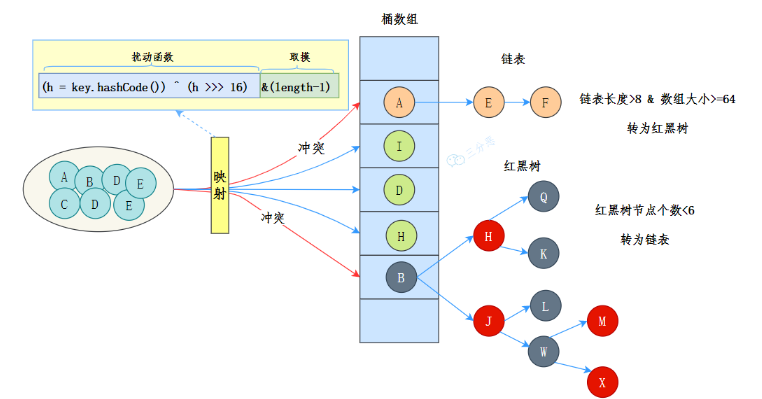 桶数组
扰动函数
取模
(h = key.hashCode()) ^ (h >>> 16) &(length-1)
链表
A
E
F
链表长度>8 & 数组大小>=64
转为红黑树
冲突
I
三分恶
映射
A
B
D
E
C
D
E
D
红黑树
Q
红黑树节点个数<6
转为链表
冲突
H
H
K
B
J
L
M
W
X